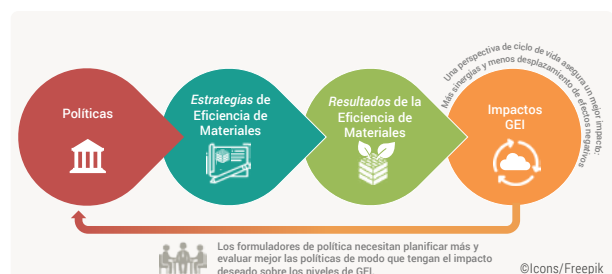 Una perspectiva de ciclo de vida asegura un mejor impacto:
Más sinergias y menos desplazamiento de efectos negativos
Políticas
Estrategias de
Eficiencia de
Materiales
Resultados de la
Eficiencia de
Materiales
Impactos
GEI
Los formuladores de política necesitan planificar más y
evaluar mejor las políticas de modo que tengan el impacto
deseado sobre los niveles de GEI.
©Icons/Freepik